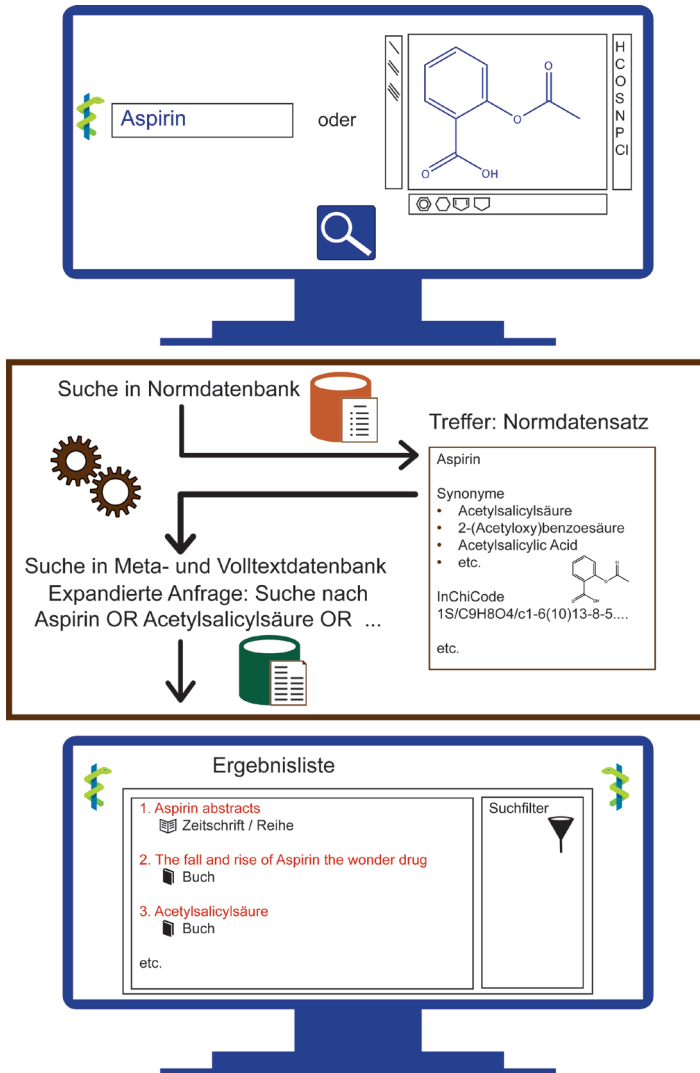 Aspirin
oder
O
O
O
OH
H
C
O
S
N
P
Cl
Suche in Normdatenbank
Treffer: Normdatensatz
Aspirin
Synonyme
• Acetylsalicylsäure
• 2-(Acetyloxy)benzoesäure
• Acetylsalicylic Acid
• etc.
O
O
O
OH
InChiCode
1S/C9H8O4/c1-6(10)13-8-5....
etc.
Suche in Meta- und Volltextdatenbank
Expandierte Anfrage: Suche nach
Aspirin OR Acetylsalicylsäure OR ...
Ergebnisliste
1. Aspirin abstracts
Zeitschrift / Reihe
2. The fall and rise of Aspirin the wonder drug
Buch
3. Acetylsalicylsäure
Buch
etc.
Suchfilter